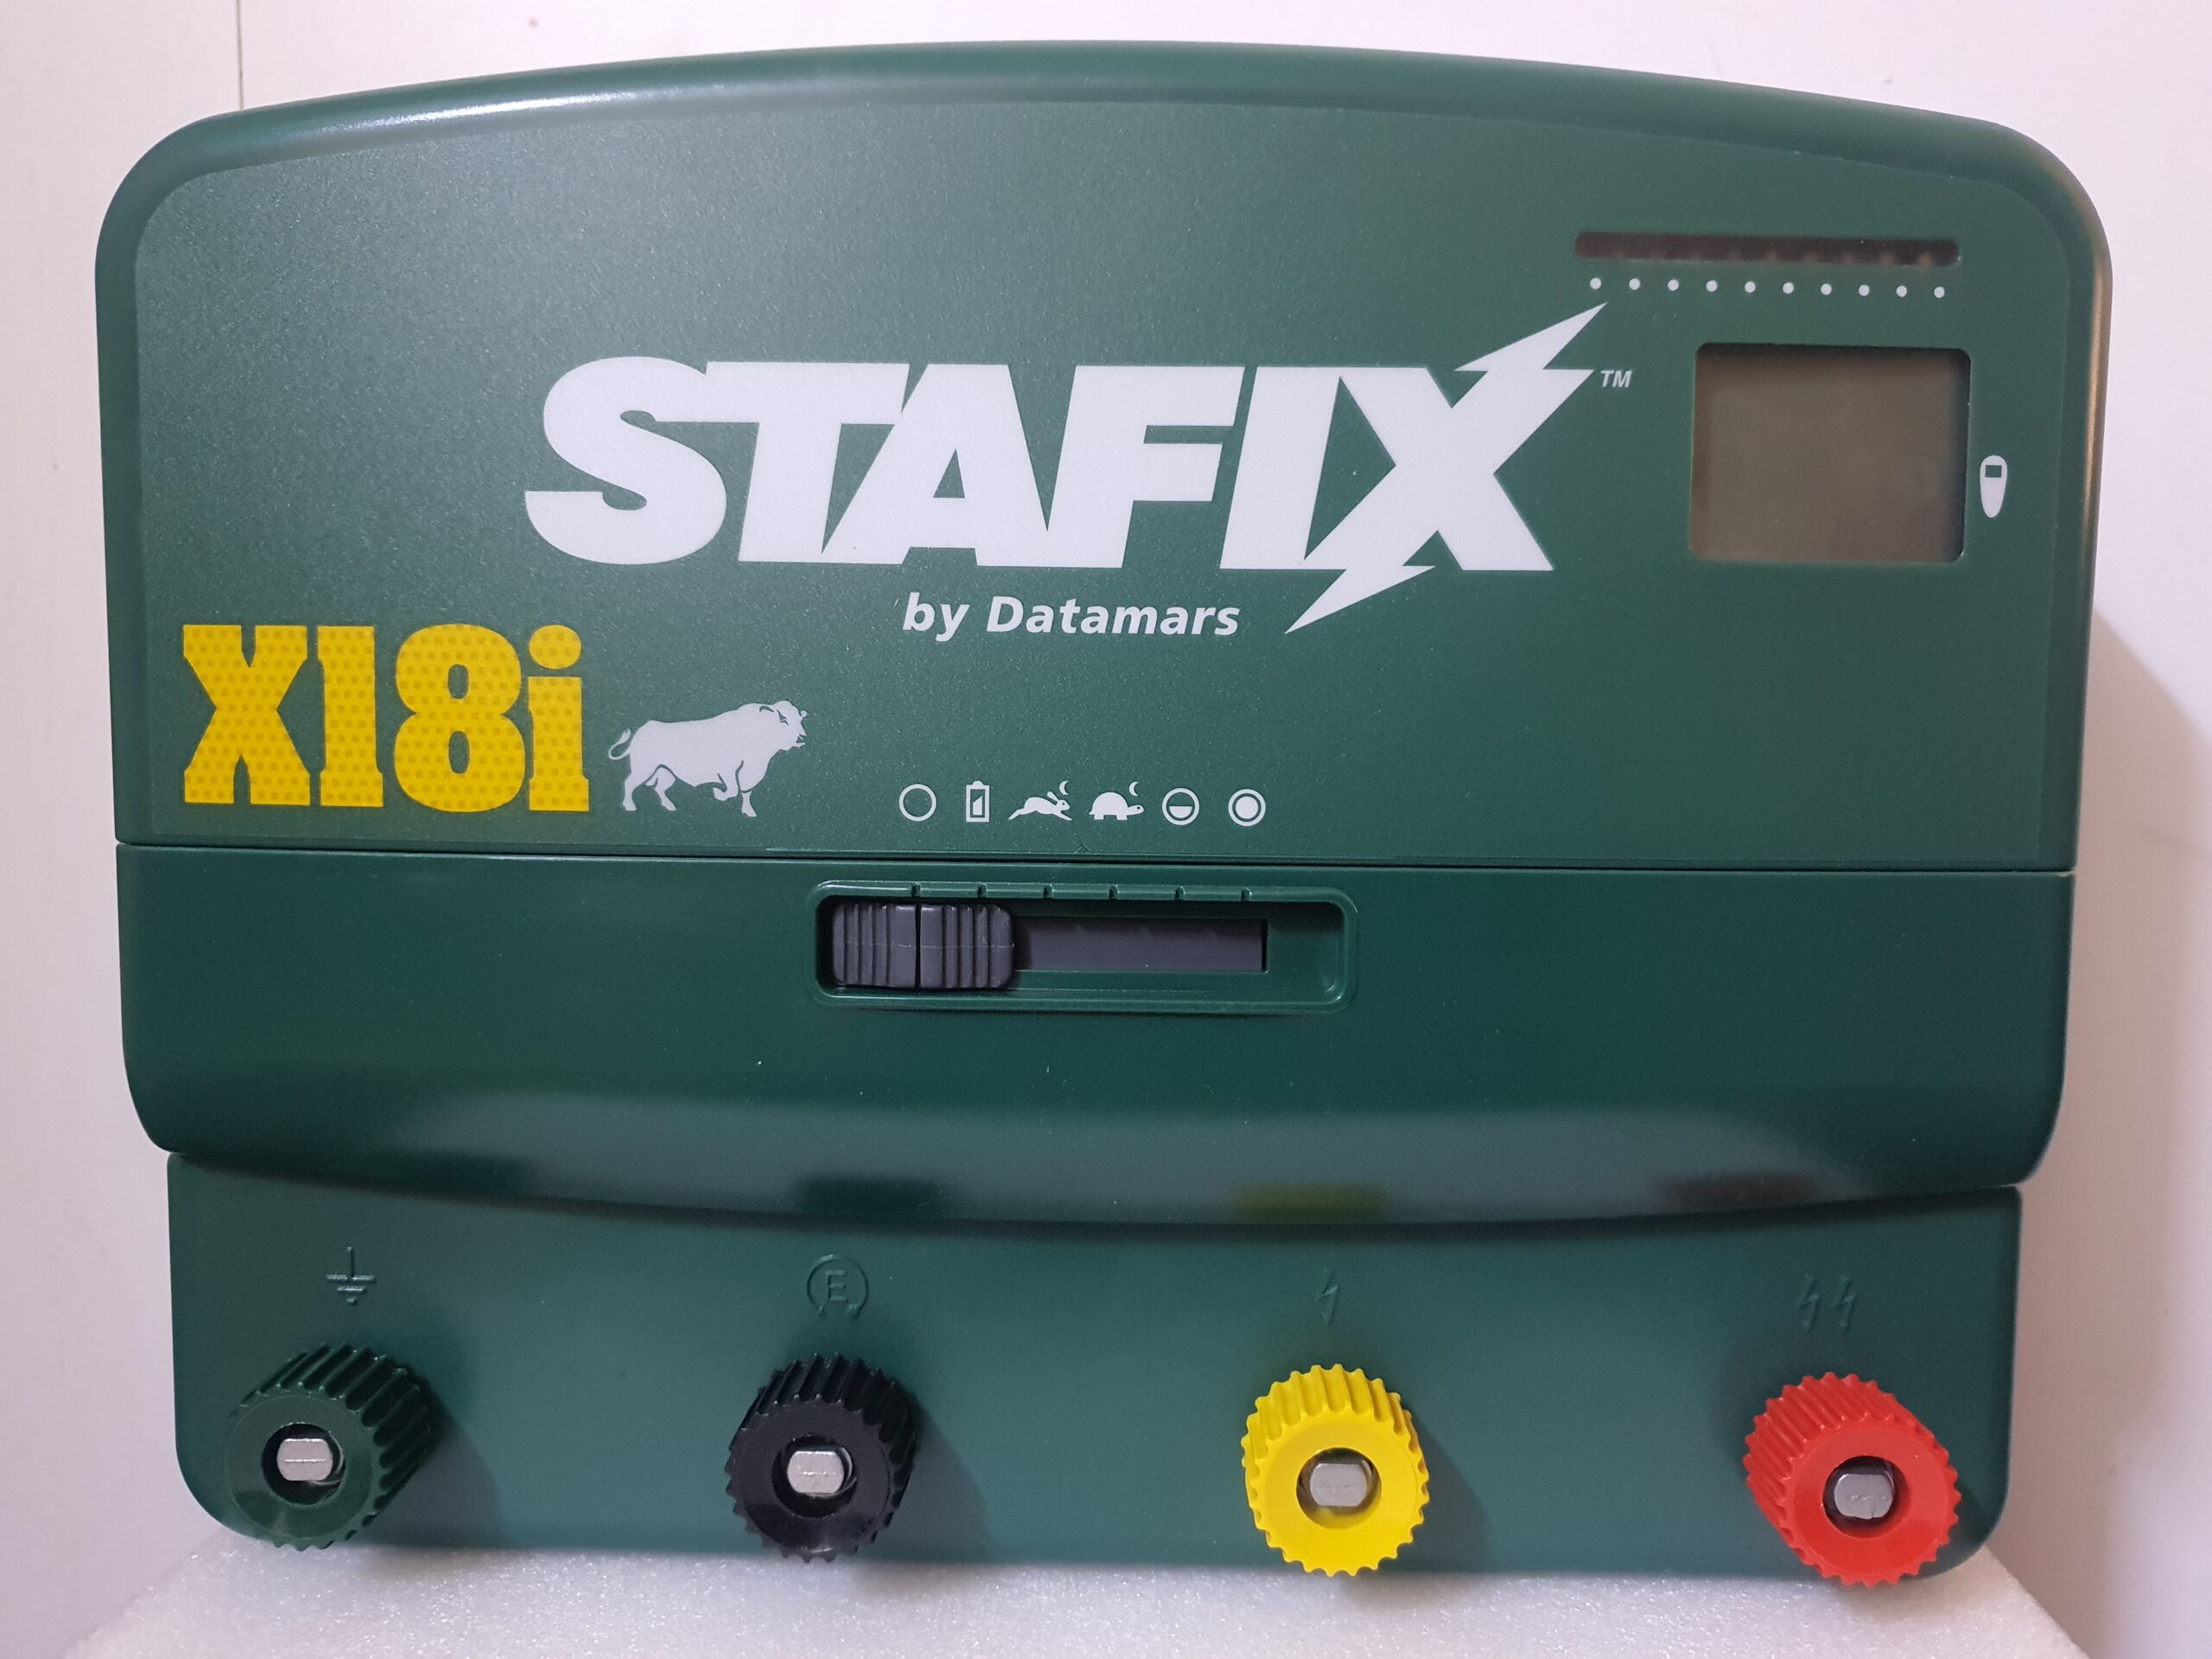 STAFIX™
by Datamars
X18i
E